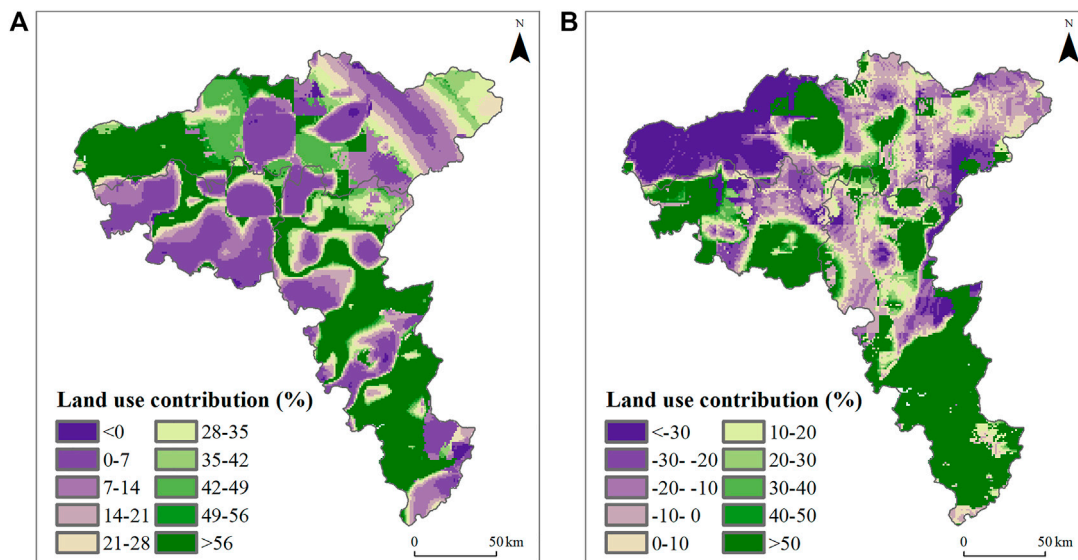 A
N
Land use contribution (%)
<0
0-7
7-14
14-21
21-28
28-35
35-42
42-49
49-56
>56
0 50 km
B
N
Land use contribution (%)
<-30
-30- -20
-20- -10
-10- 0
0-10
10-20
20-30
30-40
40-50
>50
0 50 km